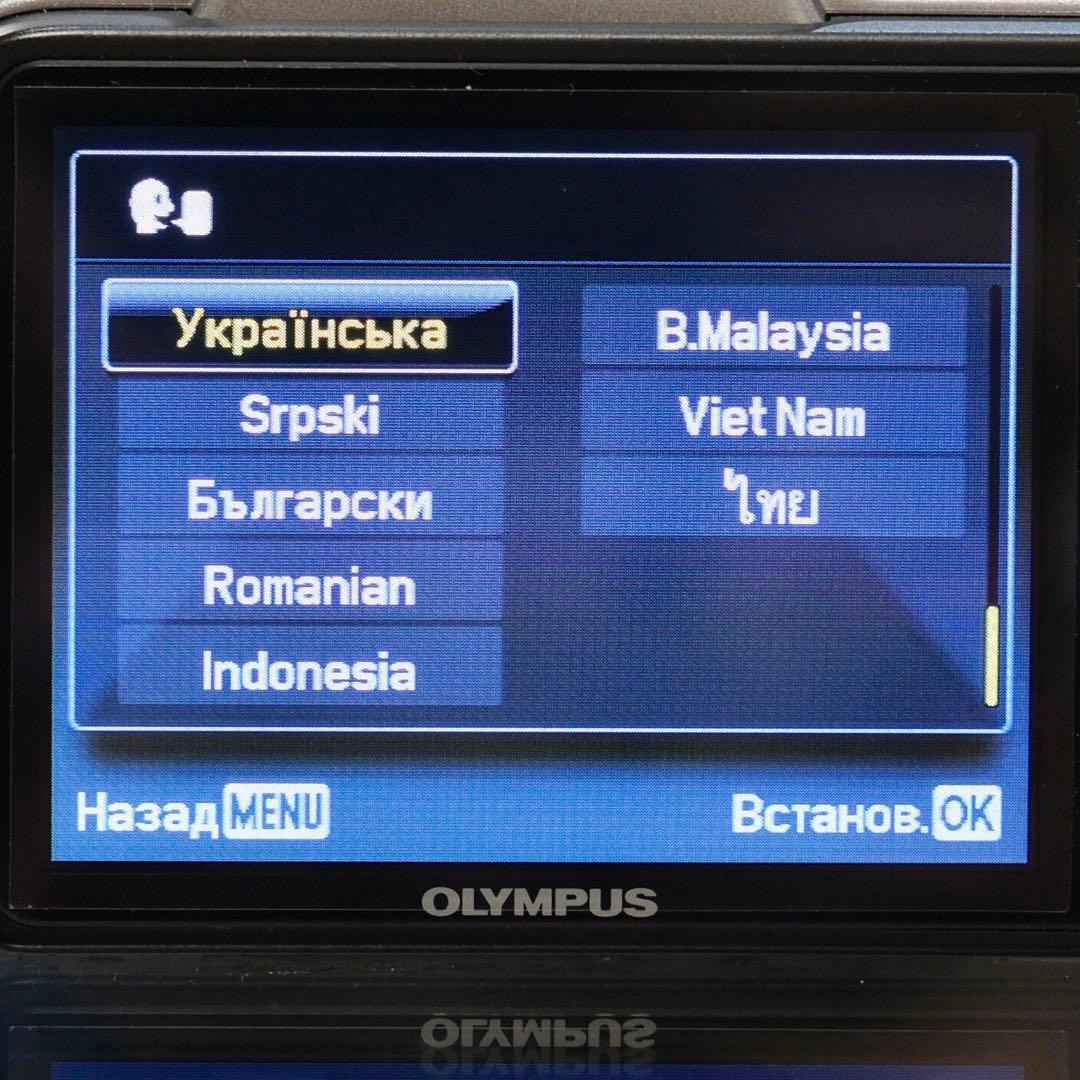 Українська
Srpski
Български
Romanian
Indonesia
B.Malaysia
Viet Nam
ไทย
Назад MENU
Встанов. OK
OLYMPUS